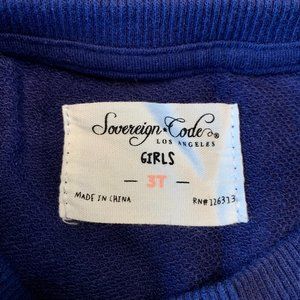 Sovereign Code®
LOS ANGELES
GIRLS
— 3T —
MADE IN CHINA RN#126313